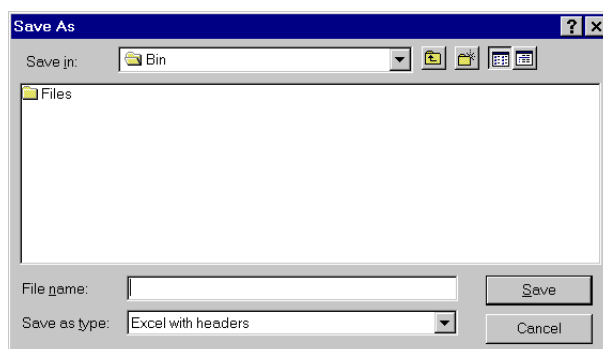 Save As
Save in: Bin
Files
File name:
Save
Save as type: Excel with headers
Cancel